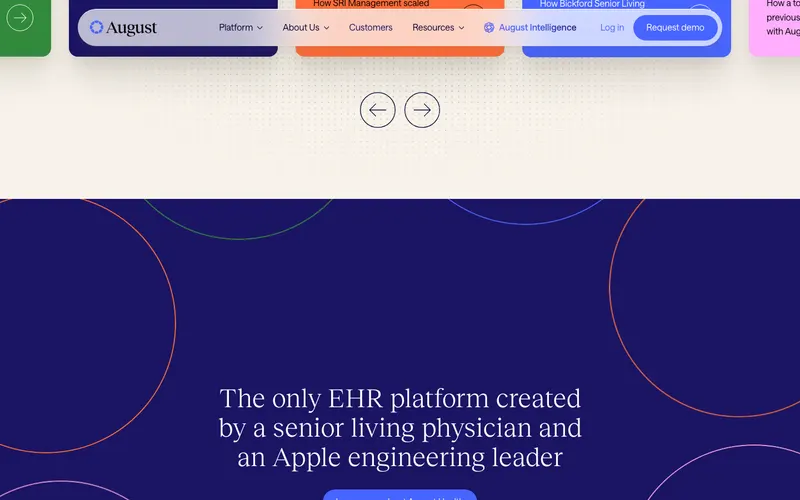 How SRI Management scaled
How Bickford Senior Living
How a to
previous
with Aug
August
Platform
About Us
Customers
Resources
August Intelligence
Log in
Request demo
The only EHR platform created
by a senior living physician and
an Apple engineering leader